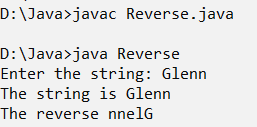 D:\Java>javac Reverse.java
D:\Java>java Reverse
Enter the string: Glenn
The string is Glenn
The reverse nnelG